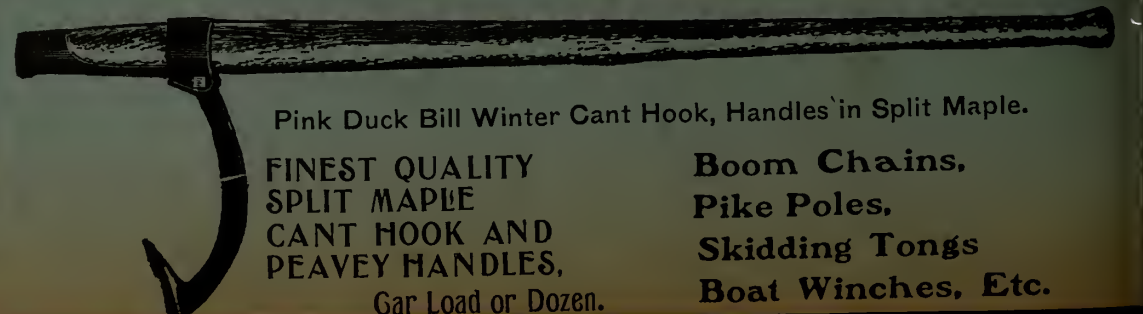 Pink Duck Bill Winter Cant Hook, Handles in Split Maple.
FINEST QUALITY
SPLIT MAPLE
CANT HOOK AND
PEAVEY HANDLES,
Car Load or Dozen.
Boom Chains,
Pike Poles,
Skidding Tongs
Boat Winches, Etc.